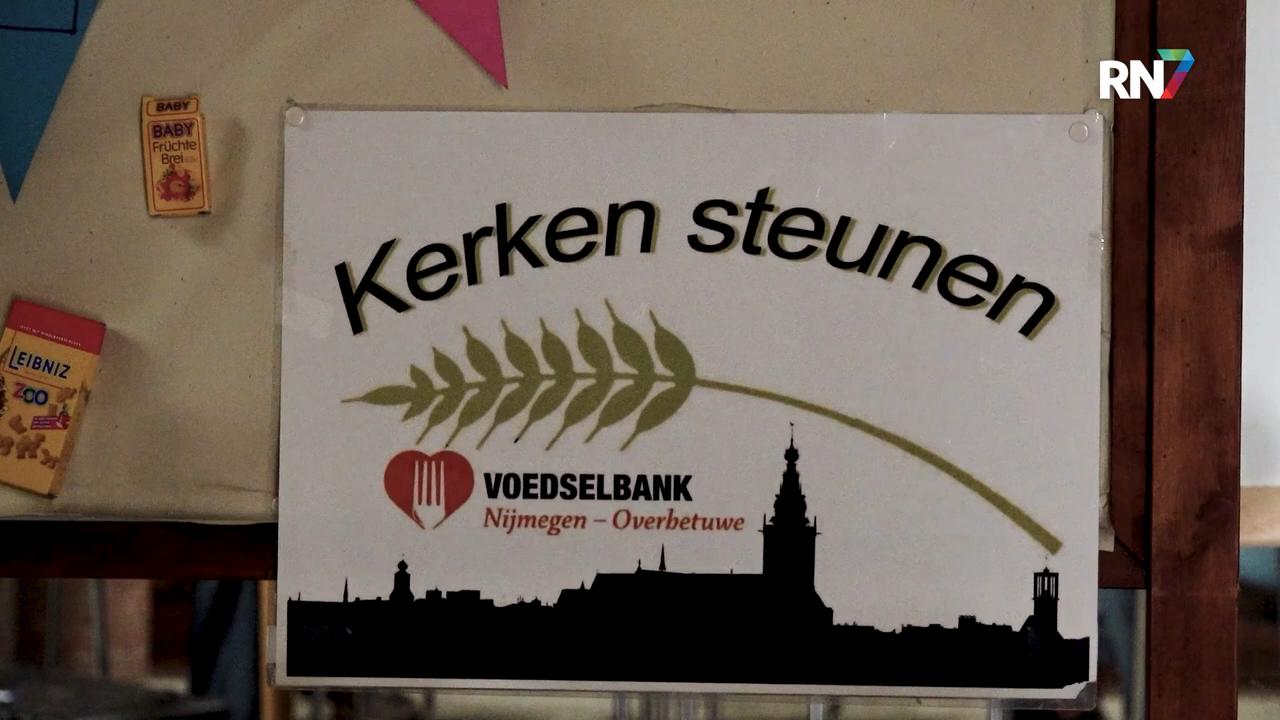 RN7
BABY
BABY
Früchte
Brei
Kerken steunen
LEIBNIZ
ZOO
VOEDSELBANK
Nijmegen – Overbetuwe